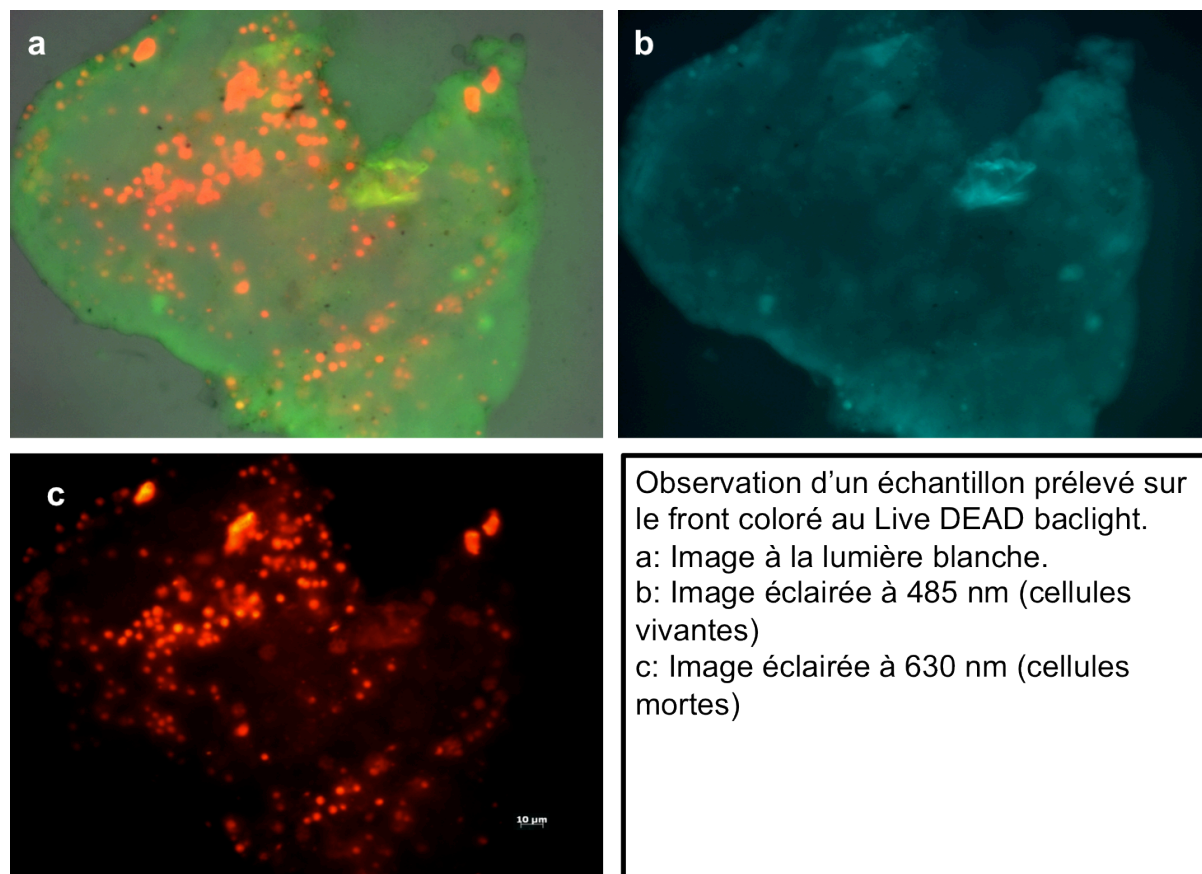 a
b
c
10 µm
Observation d'un échantillon prélevé sur
le front coloré au Live DEAD baclight.
a: Image à la lumière blanche.
b: Image éclairée à 485 nm (cellules
vivantes)
c: Image éclairée à 630 nm (cellules
mortes)